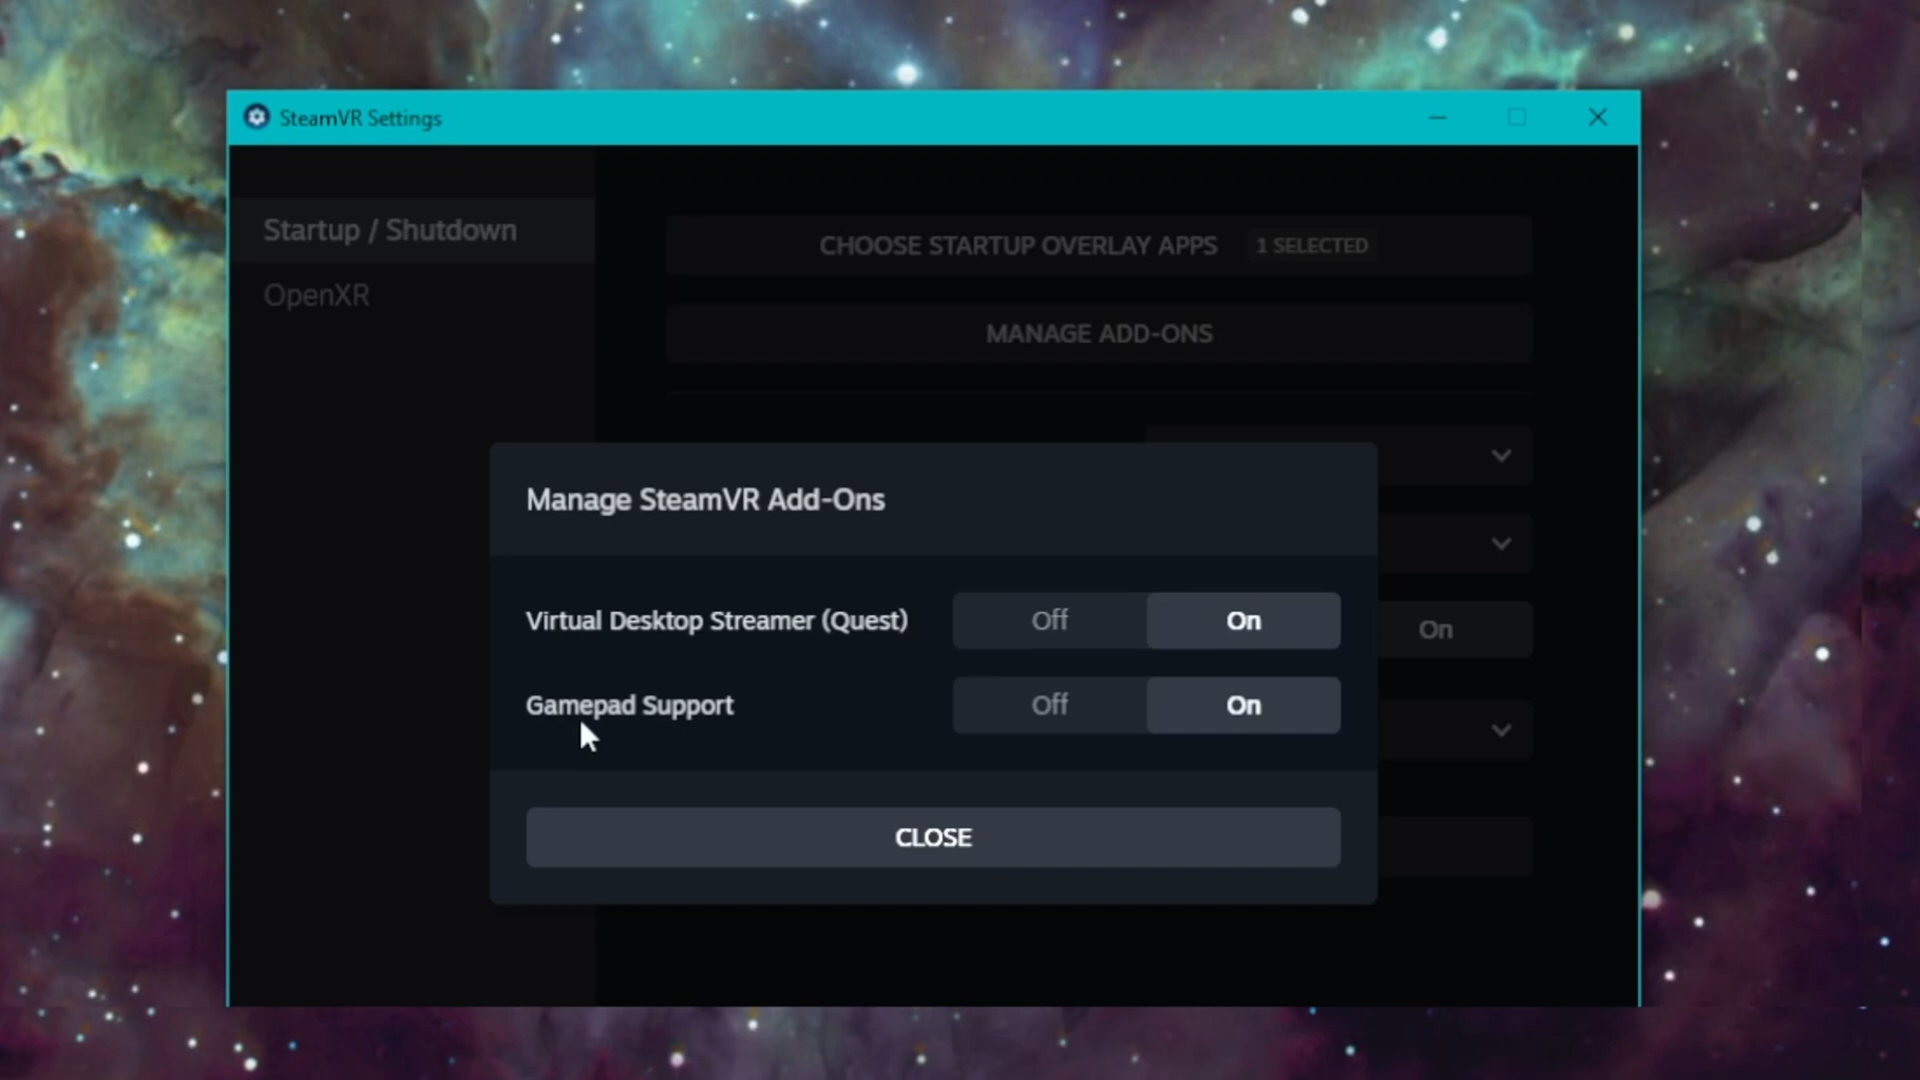 SteamVR Settings
Startup / Shutdown
OpenXR
CHOOSE STARTUP OVERLAY APPS 1 SELECTED
MANAGE ADD-ONS
On
Manage SteamVR Add-Ons
Virtual Desktop Streamer (Quest) Off On
Gamepad Support Off On
CLOSE